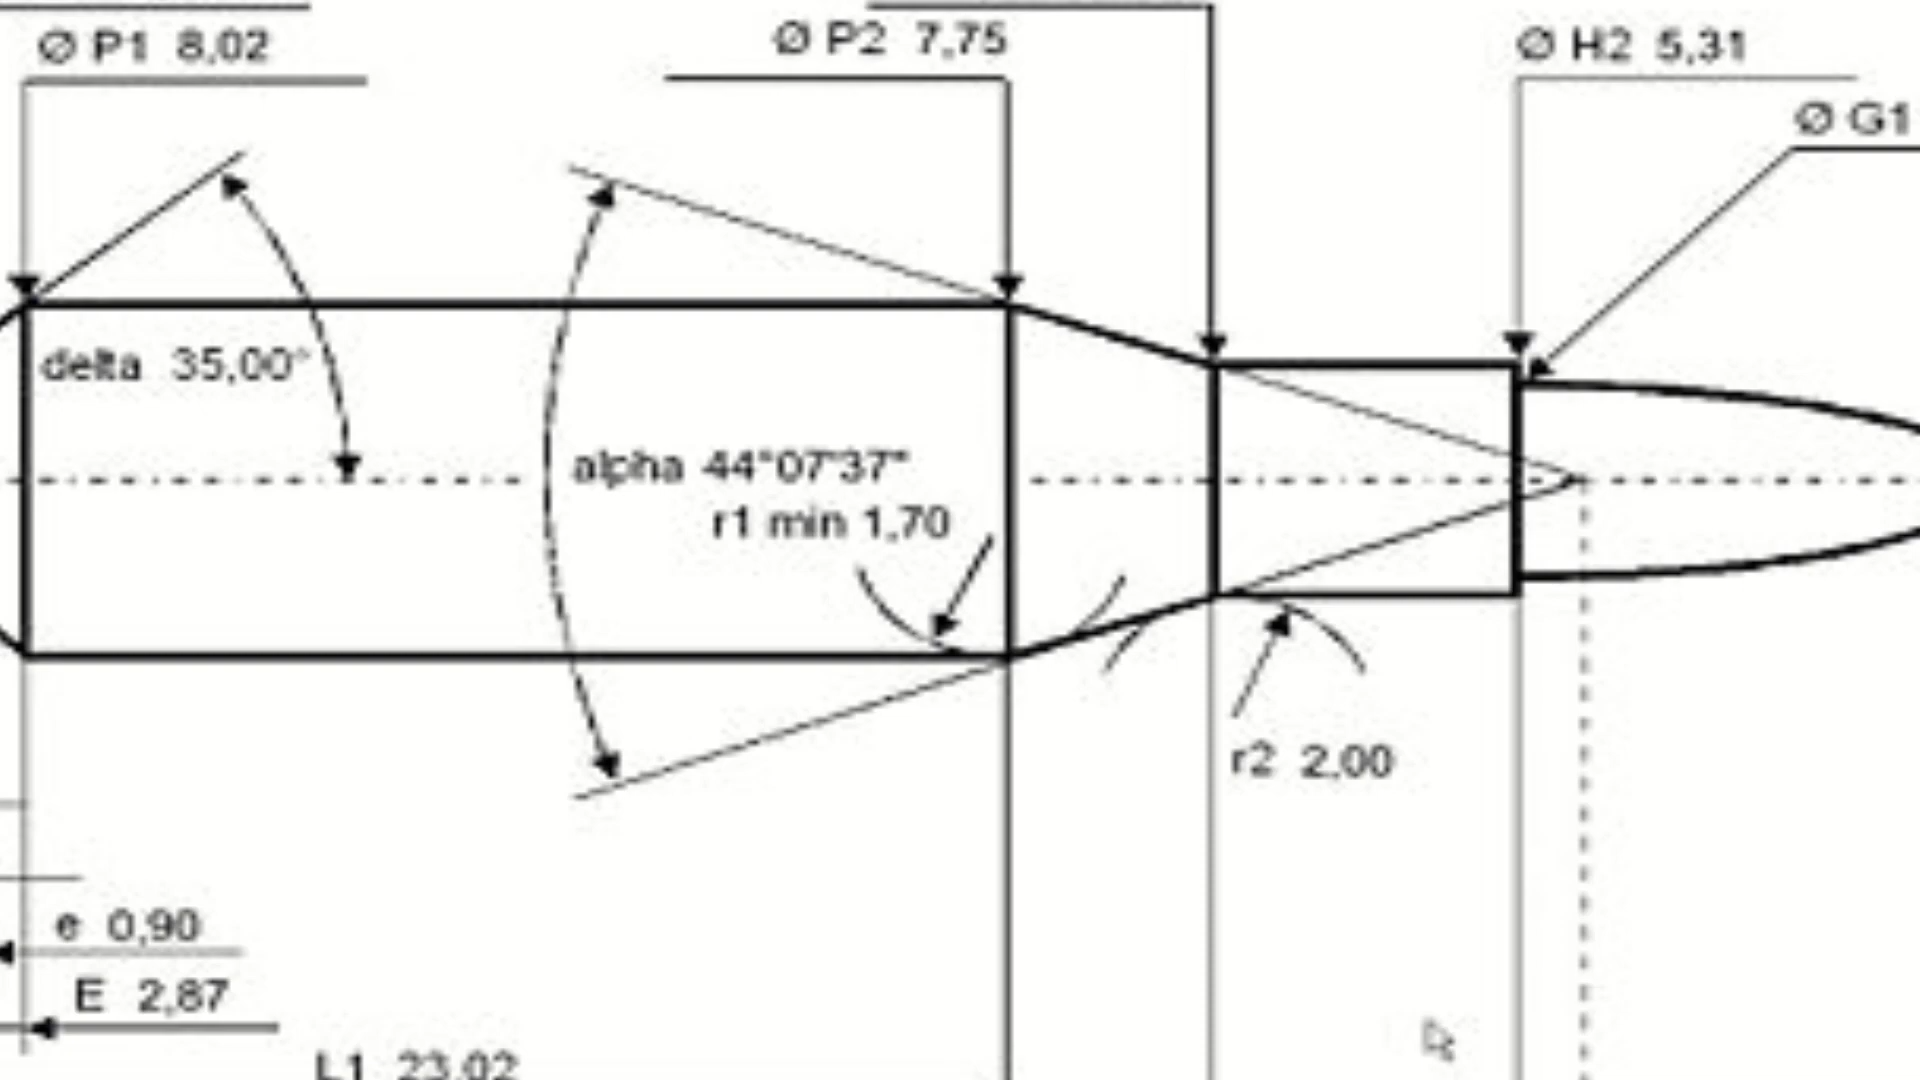 Ø P1 8,02
Ø P2 7,75
Ø H2 5,31
Ø G1
delta 35,00°
alpha 44°07'37"
r1 min 1,70
r2 2,00
e 0,90
E 2,87
L1 23,02